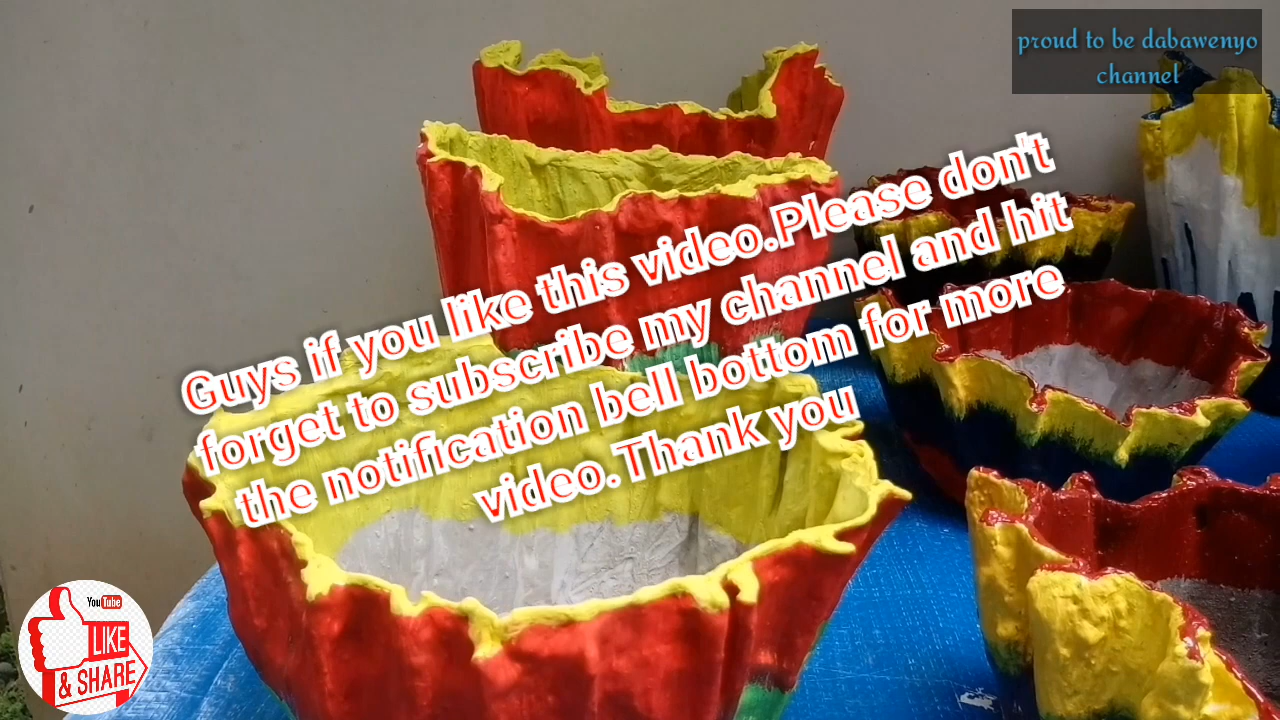 proud to be dabawenyo
channel
Guys if you like this video.Please don't
forget to subscribe my channel and hit
the notification bell bottom for more
video.Thank you
YouTube
LIKE
& SHARE